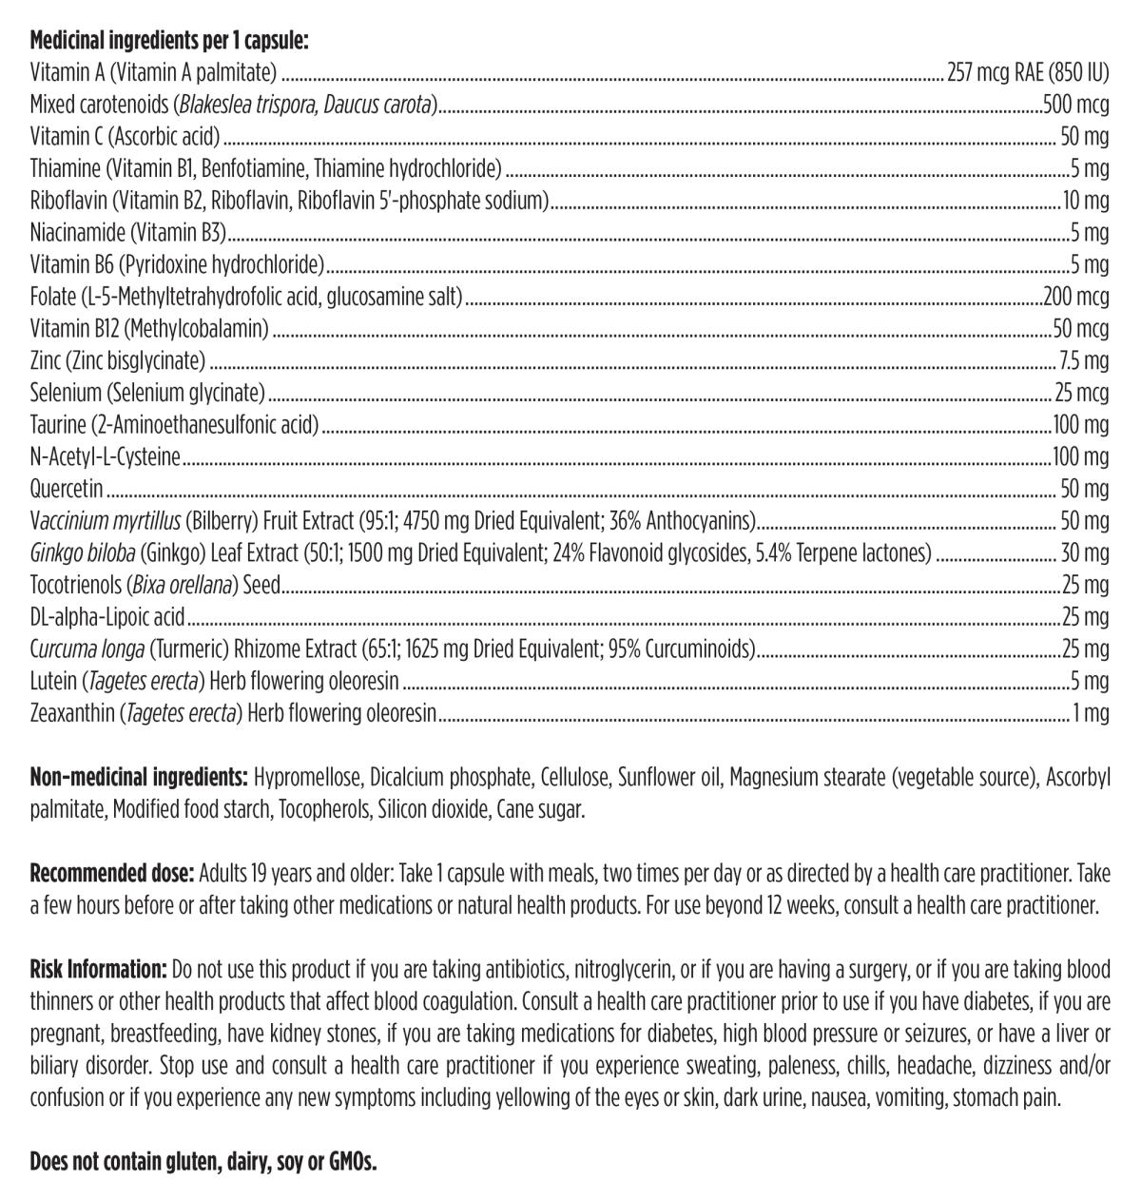 Medicinal ingredients per 1 capsule:
Vitamin A (Vitamin A palmitate) ........ 257 mcg RAE (850 IU)
Mixed carotenoids (Blakeslea trispora, Daucus carota) ........ 500 mcg
Vitamin C (Ascorbic acid) ........ 50 mg
Thiamine (Vitamin B1, Benfotiamine, Thiamine hydrochloride) ........ 5 mg
Riboflavin (Vitamin B2, Riboflavin, Riboflavin 5'-phosphate sodium) ........ 10 mg
Niacinamide (Vitamin B3) ........ 5 mg
Vitamin B6 (Pyridoxine hydrochloride) ........ 5 mg
Folate (L-5-Methyltetrahydrofolic acid, glucosamine salt) ........ 200 mcg
Vitamin B12 (Methylcobalamin) ........ 50 mcg
Zinc (Zinc bisglycinate) ........ 7.5 mg
Selenium (Selenium glycinate) ........ 25 mcg
Taurine (2-Aminoethanesulfonic acid) ........ 100 mg
N-Acetyl-L-Cysteine ........ 100 mg
Quercetin ........ 50 mg
Vaccinium myrtillus (Bilberry) Fruit Extract (95:1; 4750 mg Dried Equivalent; 36% Anthocyanins) ........ 50 mg
Ginkgo biloba (Ginkgo) Leaf Extract (50:1; 1500 mg Dried Equivalent; 24% Flavonoid glycosides, 5.4% Terpene lactones) ........ 30 mg
Tocotrienols (Bixa orellana) Seed ........ 25 mg
DL-alpha-Lipoic acid ........ 25 mg
Curcuma longa (Turmeric) Rhizome Extract (65:1; 1625 mg Dried Equivalent; 95% Curcuminoids) ........ 25 mg
Lutein (Tagetes erecta) Herb flowering oleoresin ........ 5 mg
Zeaxanthin (Tagetes erecta) Herb flowering oleoresin ........ 1 mg
Non-medicinal ingredients: Hypromellose, Dicalcium phosphate, Cellulose, Sunflower oil, Magnesium stearate (vegetable source), Ascorbyl
palmitate, Modified food starch, Tocopherols, Silicon dioxide, Cane sugar.
Recommended dose: Adults 19 years and older: Take 1 capsule with meals, two times per day or as directed by a health care practitioner. Take
a few hours before or after taking other medications or natural health products. For use beyond 12 weeks, consult a health care practitioner.
Risk Information: Do not use this product if you are taking antibiotics, nitroglycerin, or if you are having a surgery, or if you are taking blood
thinners or other health products that affect blood coagulation. Consult a health care practitioner prior to use if you have diabetes, if you are
pregnant, breastfeeding, have kidney stones, if you are taking medications for diabetes, high blood pressure or seizures, or have a liver or
biliary disorder. Stop use and consult a health care practitioner if you experience sweating, paleness, chills, headache, dizziness and/or
confusion or if you experience any new symptoms including yellowing of the eyes or skin, dark urine, nausea, vomiting, stomach pain.
Does not contain gluten, dairy, soy or GMOs.